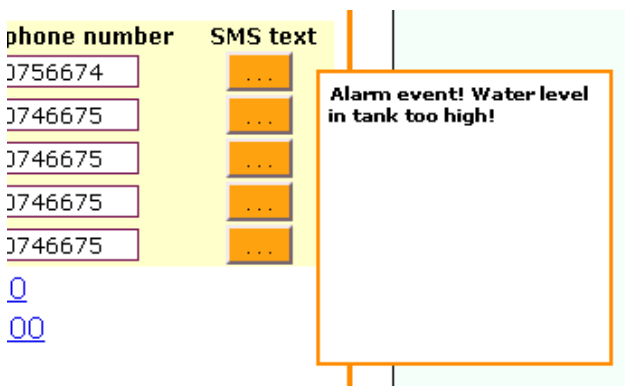 phone number SMS text
0756674 ...
Alarm event! Water level
in tank too high!
0746675 ...
0746675 ...
0746675 ...
0746675 ...
0
00